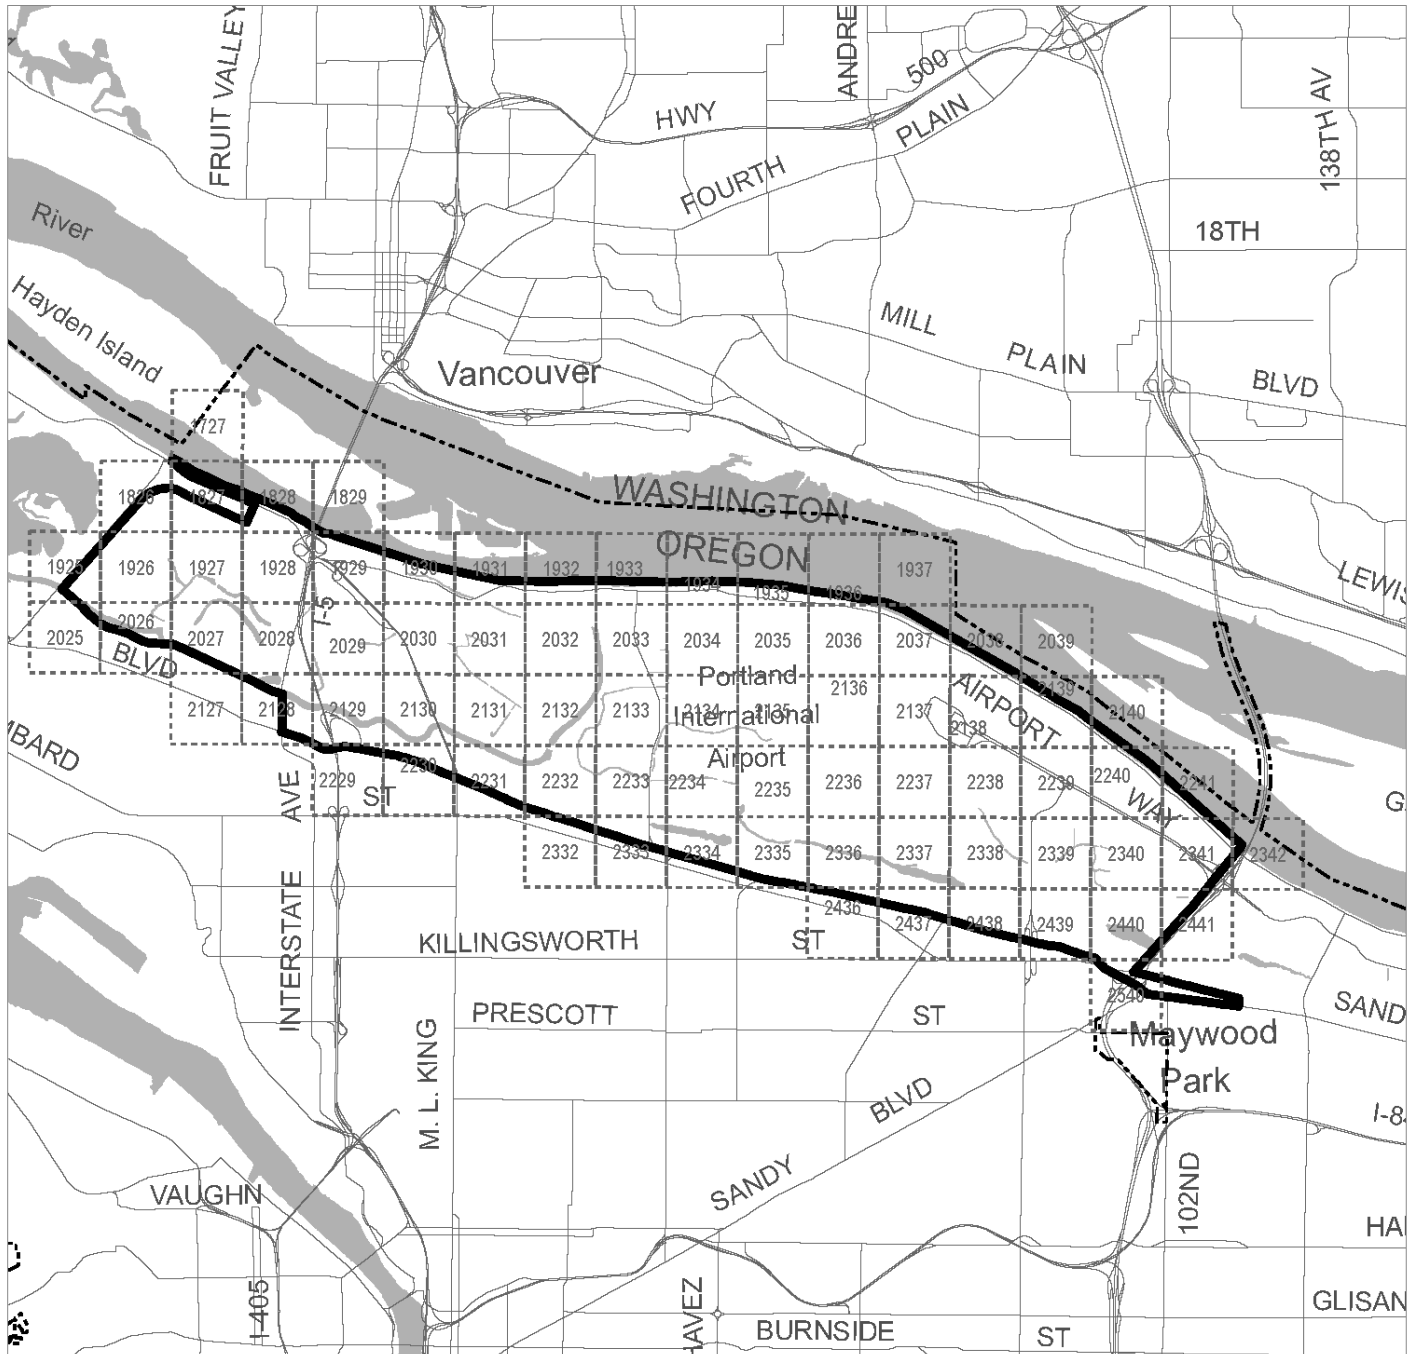 FRUIT VALLEY
ANDRE
500
HWY
PLAIN
FOURTH
138TH AV
18TH
River
Hayden Island
MILL
PLAIN
BLVD
Vancouver
1727
WASHINGTON
OREGON
1826 1827 1828 1829
1925 1926 1927 1928 1929 1930 1931 1932 1933 1934 1935 1936 1937
LEWIS
I-5
2025 2026 2027 2028 2029 2030 2031 2032 2033 2034 2035 2036 2037 2038 2039
BLVD
Portland
International
Airport
AIRPORT
WAY
2127 2128 2129 2130 2131 2132 2133 2134 2135 2136 2137 2138 2139 2140
MBARD
2229 2230 2231 2232 2233 2234 2235 2236 2237 2238 2239 2240 2241
ST
G
INTERSTATE
AVE
2332 2333 2334 2335 2336 2337 2338 2339 2340 2341 2342
2436 2437 2438 2439 2440 2441
KILLINGSWORTH
ST
2540
SAND
PRESCOTT
ST
Maywood
Park
M. L. KING
BLVD
SANDY
I-84
VAUGHN
102ND
HAL
I-405
HAVEZ
GLISAN
BURNSIDE
ST